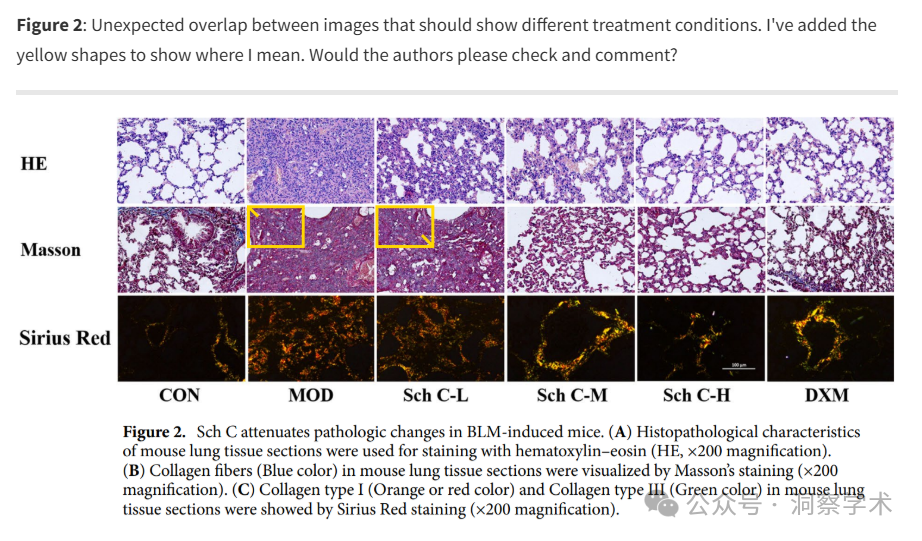 Figure 2: Unexpected overlap between images that should show different treatment conditions. I've added the
yellow shapes to show where I mean. Would the authors please check and comment?
HE
Masson
Sirius Red
100 μm
CON MOD Sch C-L Sch C-M Sch C-H DXM
Figure 2. Sch C attenuates pathologic changes in BLM-induced mice. (A) Histopathological characteristics
of mouse lung tissue sections were used for staining with hematoxylin–eosin (HE, ×200 magnification).
(B) Collagen fibers (Blue color) in mouse lung tissue sections were visualized by Masson's staining (×200
magnification). (C) Collagen type I (Orange or red color) and Collagen type III (Green color) in mouse lung
tissue sections were showed by Sirius Red staining (×200 magnification).
公众号 · 洞察学术